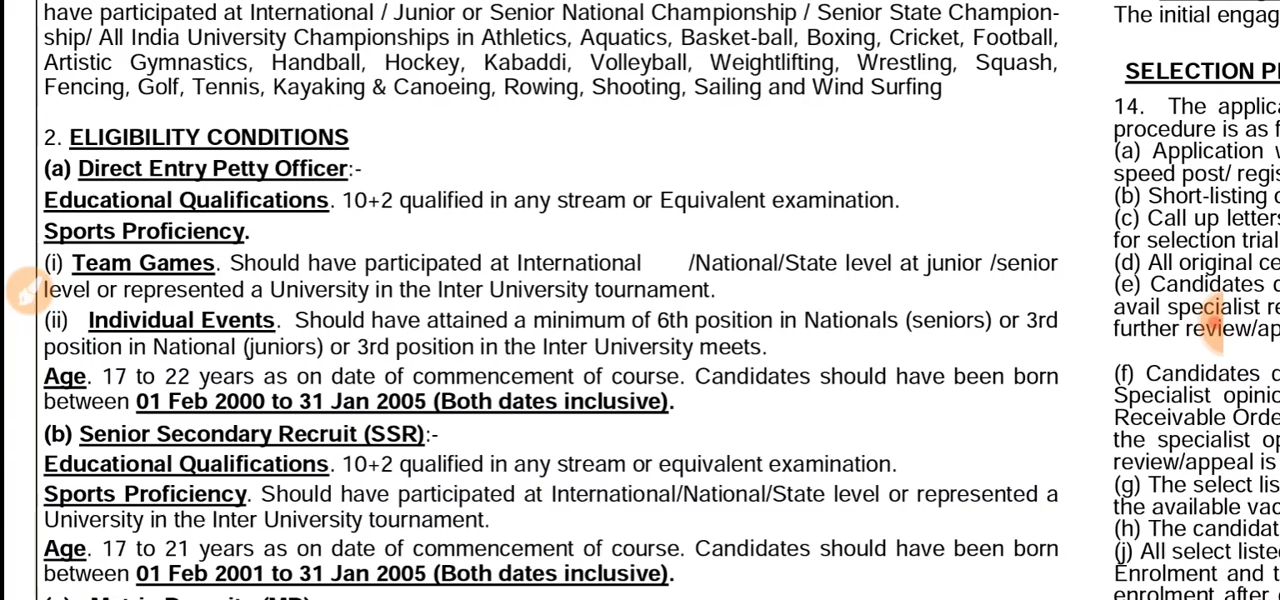 have participated at International / Junior or Senior National Championship / Senior State Champion-
ship/ All India University Championships in Athletics, Aquatics, Basket-ball, Boxing, Cricket, Football,
Artistic Gymnastics, Handball, Hockey, Kabaddi, Volleyball, Weightlifting, Wrestling, Squash,
Fencing, Golf, Tennis, Kayaking & Canoeing, Rowing, Shooting, Sailing and Wind Surfing
2. ELIGIBILITY CONDITIONS
(a) Direct Entry Petty Officer:-
Educational Qualifications. 10+2 qualified in any stream or Equivalent examination.
Sports Proficiency.
(i) Team Games. Should have participated at International /National/State level at junior /senior
level or represented a University in the Inter University tournament.
(ii) Individual Events. Should have attained a minimum of 6th position in Nationals (seniors) or 3rd
position in National (juniors) or 3rd position in the Inter University meets.
Age. 17 to 22 years as on date of commencement of course. Candidates should have been born
between 01 Feb 2000 to 31 Jan 2005 (Both dates inclusive).
(b) Senior Secondary Recruit (SSR):-
Educational Qualifications. 10+2 qualified in any stream or equivalent examination.
Sports Proficiency. Should have participated at International/National/State level or represented a
University in the Inter University tournament.
Age. 17 to 21 years as on date of commencement of course. Candidates should have been born
between 01 Feb 2001 to 31 Jan 2005 (Both dates inclusive).
The initial engag
SELECTION P
14. The applica
procedure is as f
(a) Application
speed post/ regis
(b) Short-listing
(c) Call up letters
for selection trial
(d) All original ce
(e) Candidates
avail specialist re
further review/ap
(f) Candidates
Specialist opinio
Receivable Orde
the specialist op
review/appeal is
(g) The select lis
the available vac
(h) The candidat
(j) All select liste
Enrolment and t
enrolment after